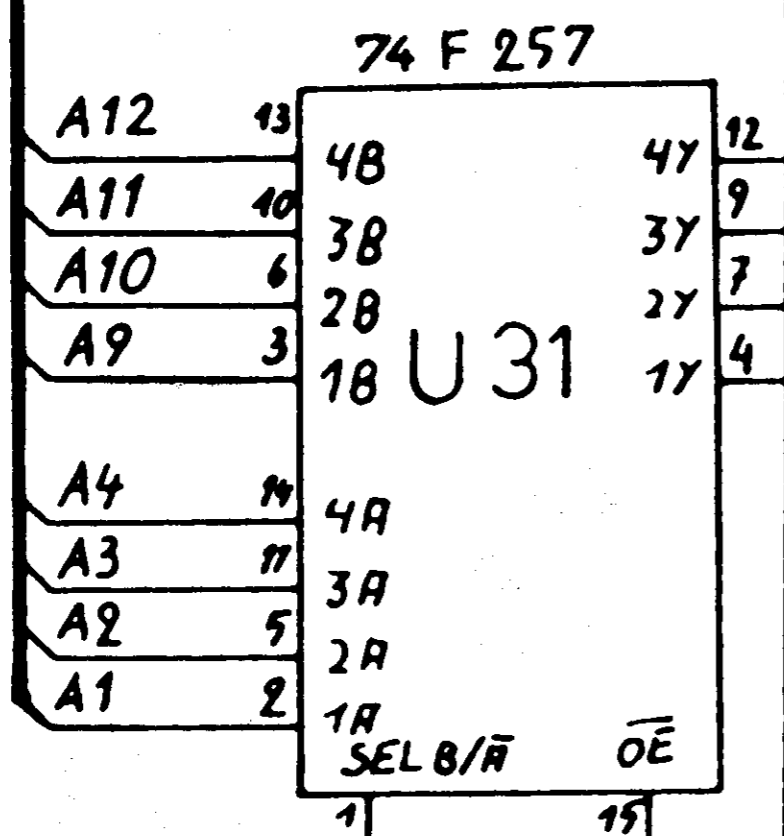 74 F 257
A12 13 4B 4Y 12
A11 10 3B 3Y 9
A10 6 2B 2Y 7
A9 3 1B 1Y 4
U 31
A4 14 4A
A3 11 3A
A2 5 2A
A1 2 1A
SEL B/A̅ O̅E̅
1 15